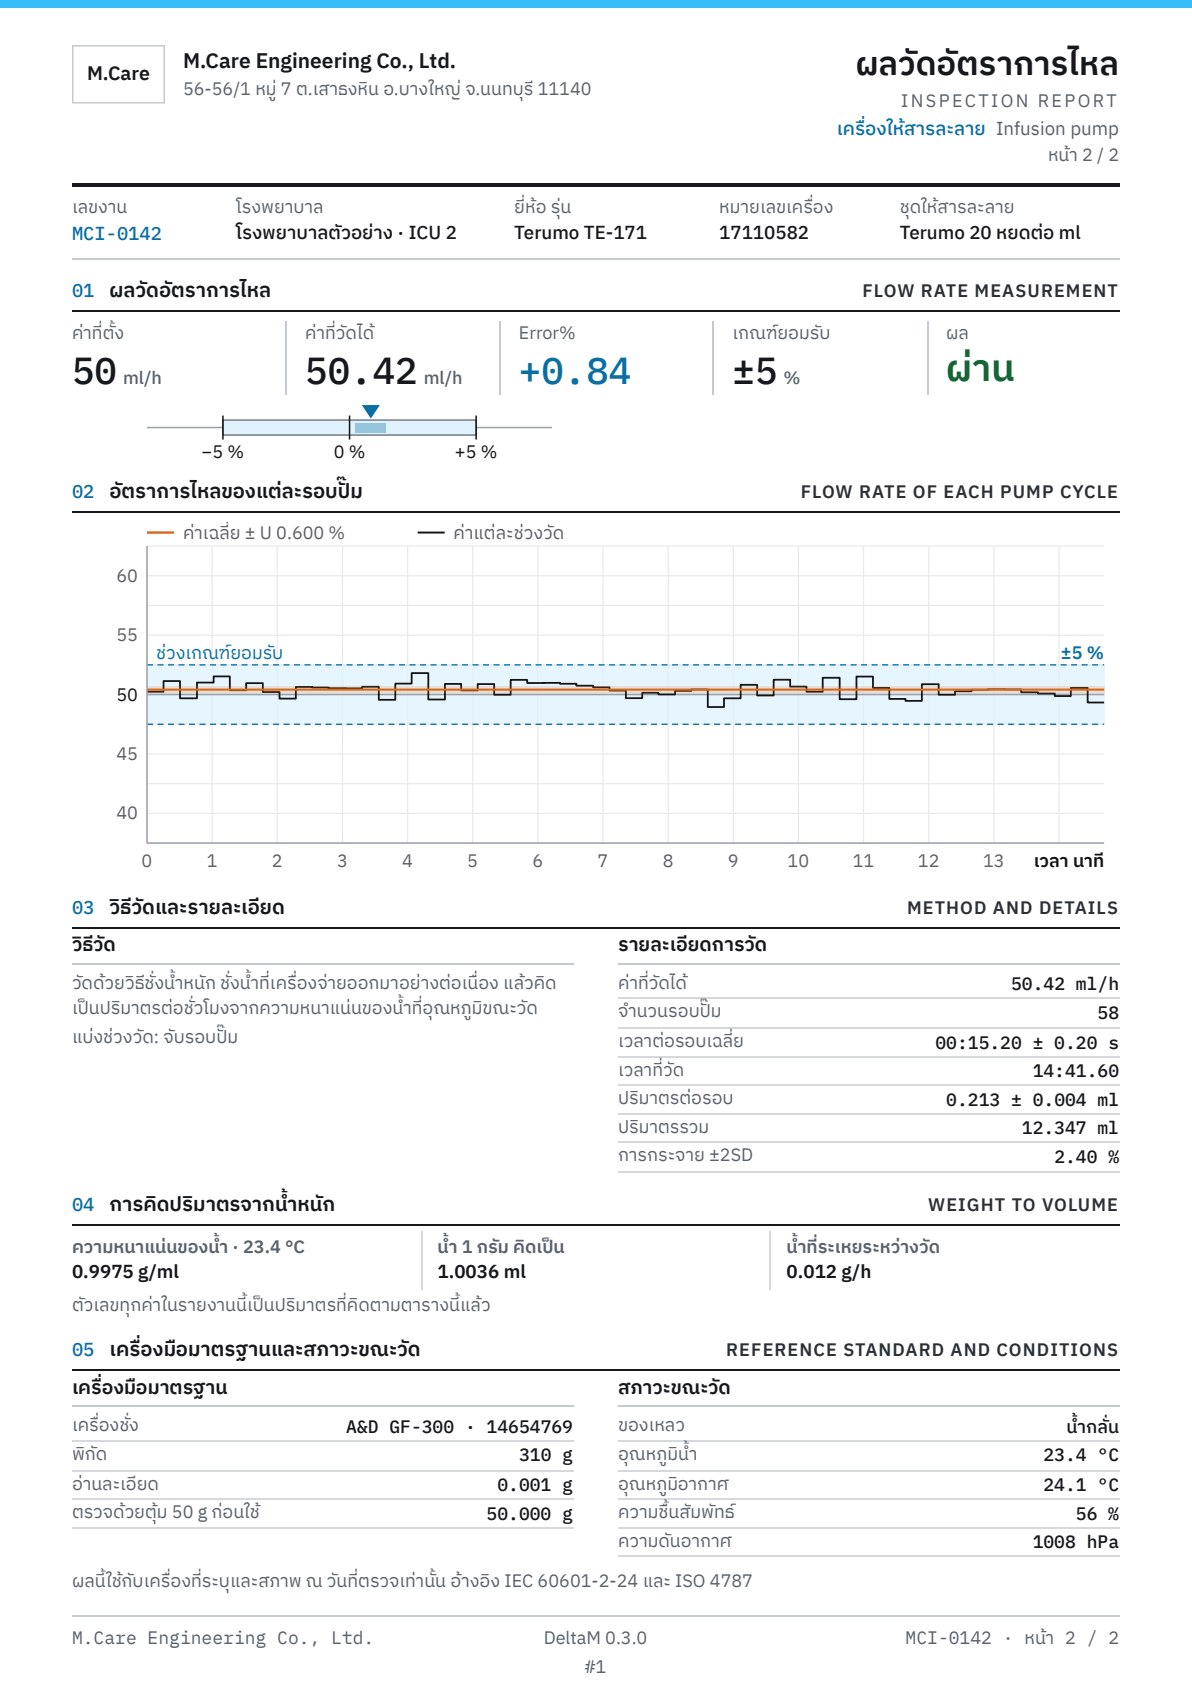 M.Care
M.Care Engineering Co., Ltd.
56-56/1 หมู่ 7 ต.เสาธงหิน อ.บางใหญ่ จ.นนทบุรี 11140
ผลวัดอัตราการไหล
INSPECTION REPORT
เครื่องให้สารละลาย Infusion pump
หน้า 2 / 2
เลขงาน โรงพยาบาล ยี่ห้อ รุ่น หมายเลขเครื่อง ชุดให้สารละลาย
MCI-0142 โรงพยาบาลตัวอย่าง · ICU 2 Terumo TE-171 17110582 Terumo 20 หยดต่อ ml
01 ผลวัดอัตราการไหล FLOW RATE MEASUREMENT
ค่าที่ตั้ง ค่าที่วัดได้ Error% เกณฑ์ยอมรับ ผล
50 ml/h 50.42 ml/h +0.84 ±5 % ผ่าน
−5 % 0 % +5 %
02 อัตราการไหลของแต่ละรอบปั๊ม FLOW RATE OF EACH PUMP CYCLE
ค่าเฉลี่ย ± U 0.600 % ค่าแต่ละช่วงวัด
60
55
ช่วงเกณฑ์ยอมรับ ±5 %
50
45
40
0 1 2 3 4 5 6 7 8 9 10 11 12 13 เวลา นาที
03 วิธีวัดและรายละเอียด METHOD AND DETAILS
วิธีวัด
วัดด้วยวิธีชั่งน้ำหนัก ชั่งน้ำที่เครื่องจ่ายออกมาอย่างต่อเนื่อง แล้วคิด
เป็นปริมาตรต่อชั่วโมงจากความหนาแน่นของน้ำที่อุณหภูมิขณะวัด
แบ่งช่วงวัด: จับรอบปั๊ม
รายละเอียดการวัด
ค่าที่วัดได้ 50.42 ml/h
จำนวนรอบปั๊ม 58
เวลาต่อรอบเฉลี่ย 00:15.20 ± 0.20 s
เวลาที่วัด 14:41.60
ปริมาตรต่อรอบ 0.213 ± 0.004 ml
ปริมาตรรวม 12.347 ml
การกระจาย ±2SD 2.40 %
04 การคิดปริมาตรจากน้ำหนัก WEIGHT TO VOLUME
ความหนาแน่นของน้ำ · 23.4 °C น้ำ 1 กรัม คิดเป็น น้ำที่ระเหยระหว่างวัด
0.9975 g/ml 1.0036 ml 0.012 g/h
ตัวเลขทุกค่าในรายงานนี้เป็นปริมาตรที่คิดตามตารางนี้แล้ว
05 เครื่องมือมาตรฐานและสภาวะขณะวัด REFERENCE STANDARD AND CONDITIONS
เครื่องมือมาตรฐาน
เครื่องชั่ง A&D GF-300 · 14654769
พิกัด 310 g
อ่านละเอียด 0.001 g
ตรวจด้วยตุ้ม 50 g ก่อนใช้ 50.000 g
สภาวะขณะวัด
ของเหลว น้ำกลั่น
อุณหภูมิน้ำ 23.4 °C
อุณหภูมิอากาศ 24.1 °C
ความชื้นสัมพัทธ์ 56 %
ความดันอากาศ 1008 hPa
ผลนี้ใช้กับเครื่องที่ระบุและสภาพ ณ วันที่ตรวจเท่านั้น อ้างอิง IEC 60601-2-24 และ ISO 4787
M.Care Engineering Co., Ltd. DeltaM 0.3.0 MCI-0142 · หน้า 2 / 2
#1